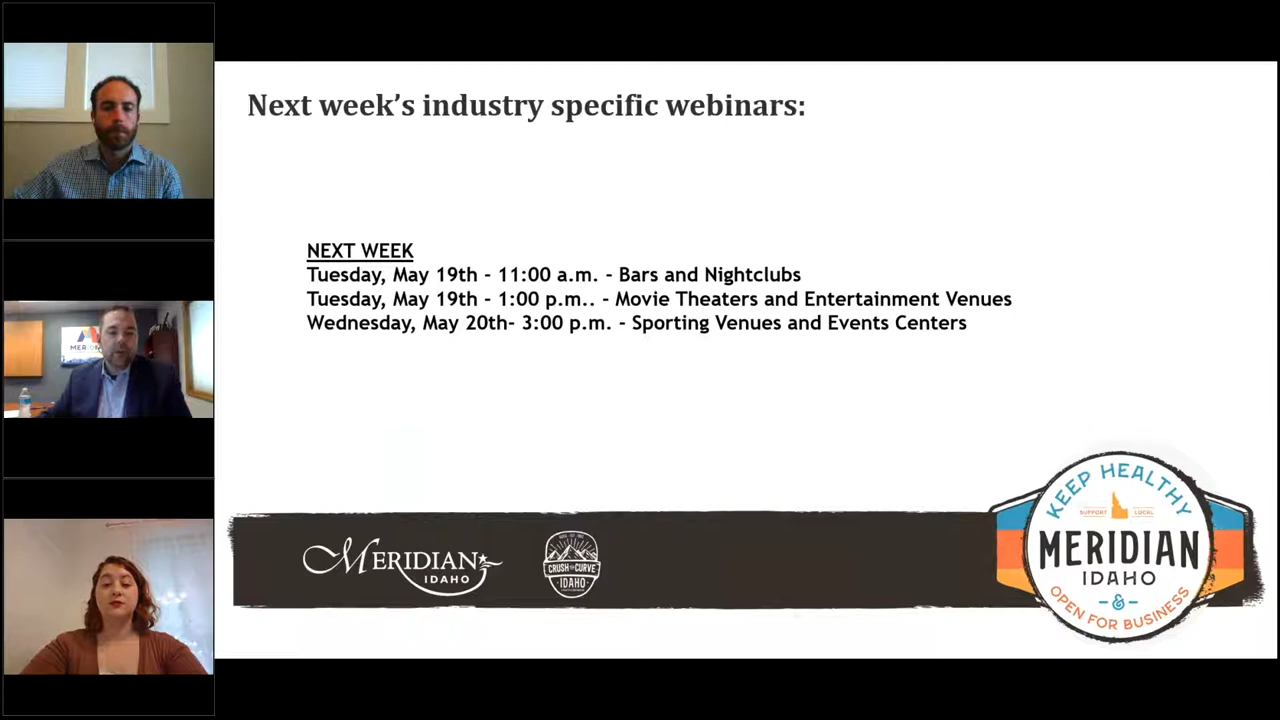 Next week's industry specific webinars:
NEXT WEEK
Tuesday, May 19th - 11:00 a.m. - Bars and Nightclubs
Tuesday, May 19th - 1:00 p.m.. - Movie Theaters and Entertainment Venues
Wednesday, May 20th- 3:00 p.m. - Sporting Venues and Events Centers
MERIDIAN
IDAHO
CRUSH THE CURVE
IDAHO
KEEP HEALTHY
SUPPORT LOCAL
MERIDIAN
IDAHO
&
OPEN FOR BUSINESS